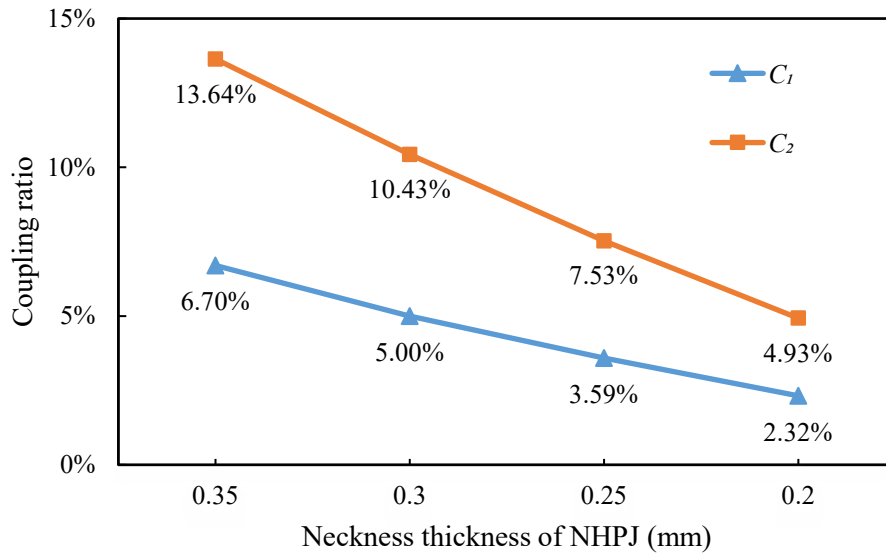 15%
C₁
13.64%
C₂
10%
10.43%
Coupling ratio
7.53%
6.70%
5%
5.00%
4.93%
3.59%
2.32%
0%
0.35 0.3 0.25 0.2
Neckness thickness of NHPJ (mm)